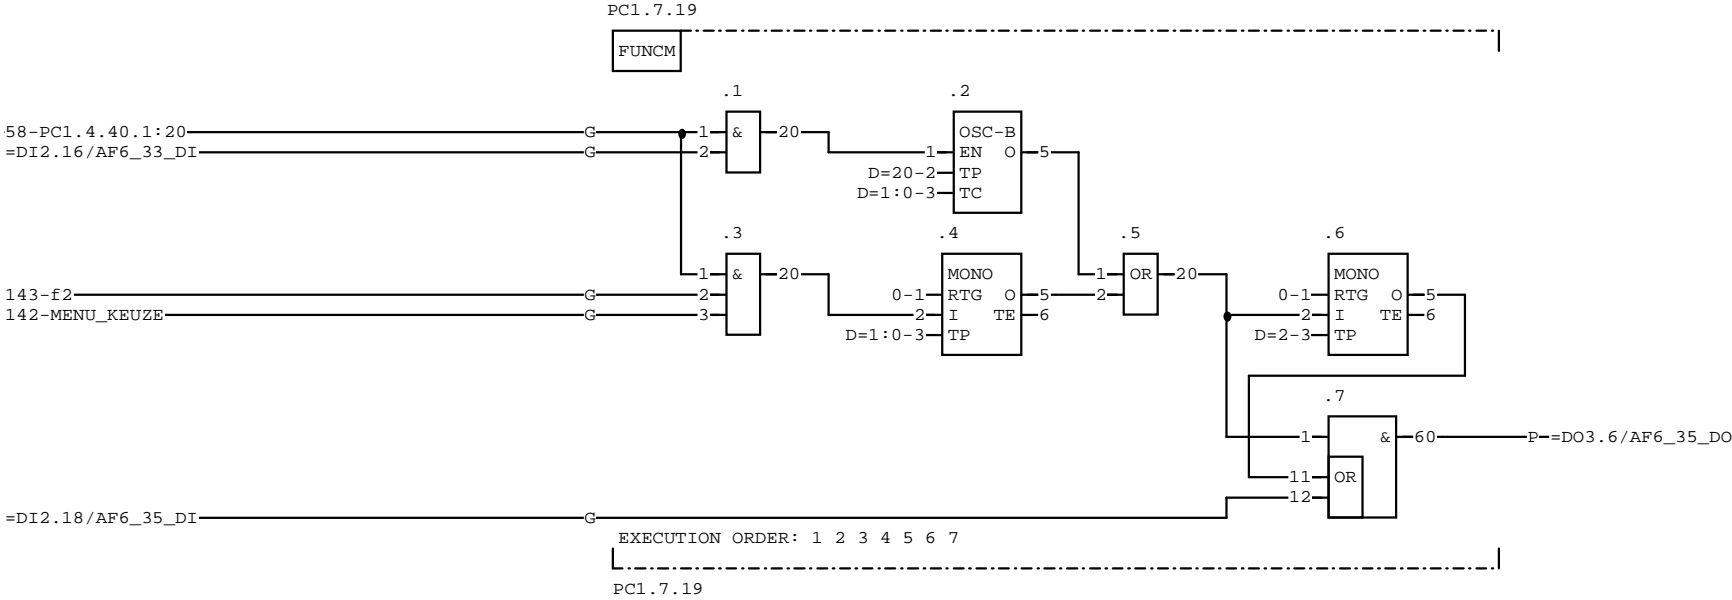 PC1.7.19
FUNCM
.1 .2
58-PC1.4.40.1:20 G 1 & 20 OSC-B
=DI2.16/AF6_33_DI G 2 1 EN O 5
D=20-2 TP
D=1:0-3 TC
.3 .4 .5 .6
1 & 20 MONO 1 OR 20 MONO
143-f2 G 2 0-1 RTG O 5 2 0-1 RTG O 5
142-MENU_KEUZE G 3 2 I TE 6 2 I TE 6
D=1:0-3 TP D=2-3 TP
.7
1 & 60 P =DO3.6/AF6_35_DO
11 OR
12
=DI2.18/AF6_35_DI G
EXECUTION ORDER: 1 2 3 4 5 6 7
PC1.7.19